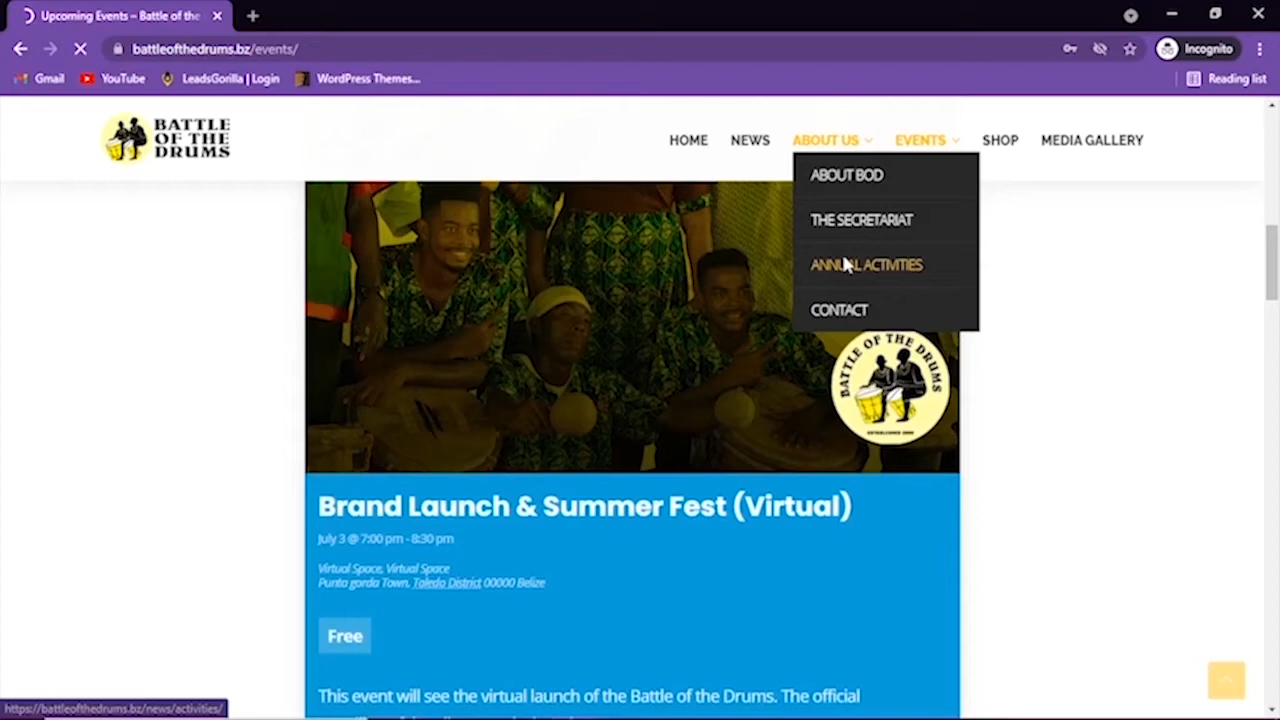 Upcoming Events – Battle of the
battleofthedrums.bz/events/
Incognito
Gmail
YouTube
LeadsGorilla | Login
WordPress Themes...
Reading list
BATTLE
OF THE
DRUMS
HOME
NEWS
ABOUT US
EVENTS
SHOP
MEDIA GALLERY
ABOUT BOD
THE SECRETARIAT
ANNUAL ACTIVITIES
CONTACT
BATTLE OF THE DRUMS
Brand Launch & Summer Fest (Virtual)
July 3 @ 7:00 pm - 8:30 pm
Virtual Space, Virtual Space
Punta gorda Town, Toledo District 00000 Belize
Free
This event will see the virtual launch of the Battle of the Drums. The official
https://battleofthedrums.bz/news/activities/